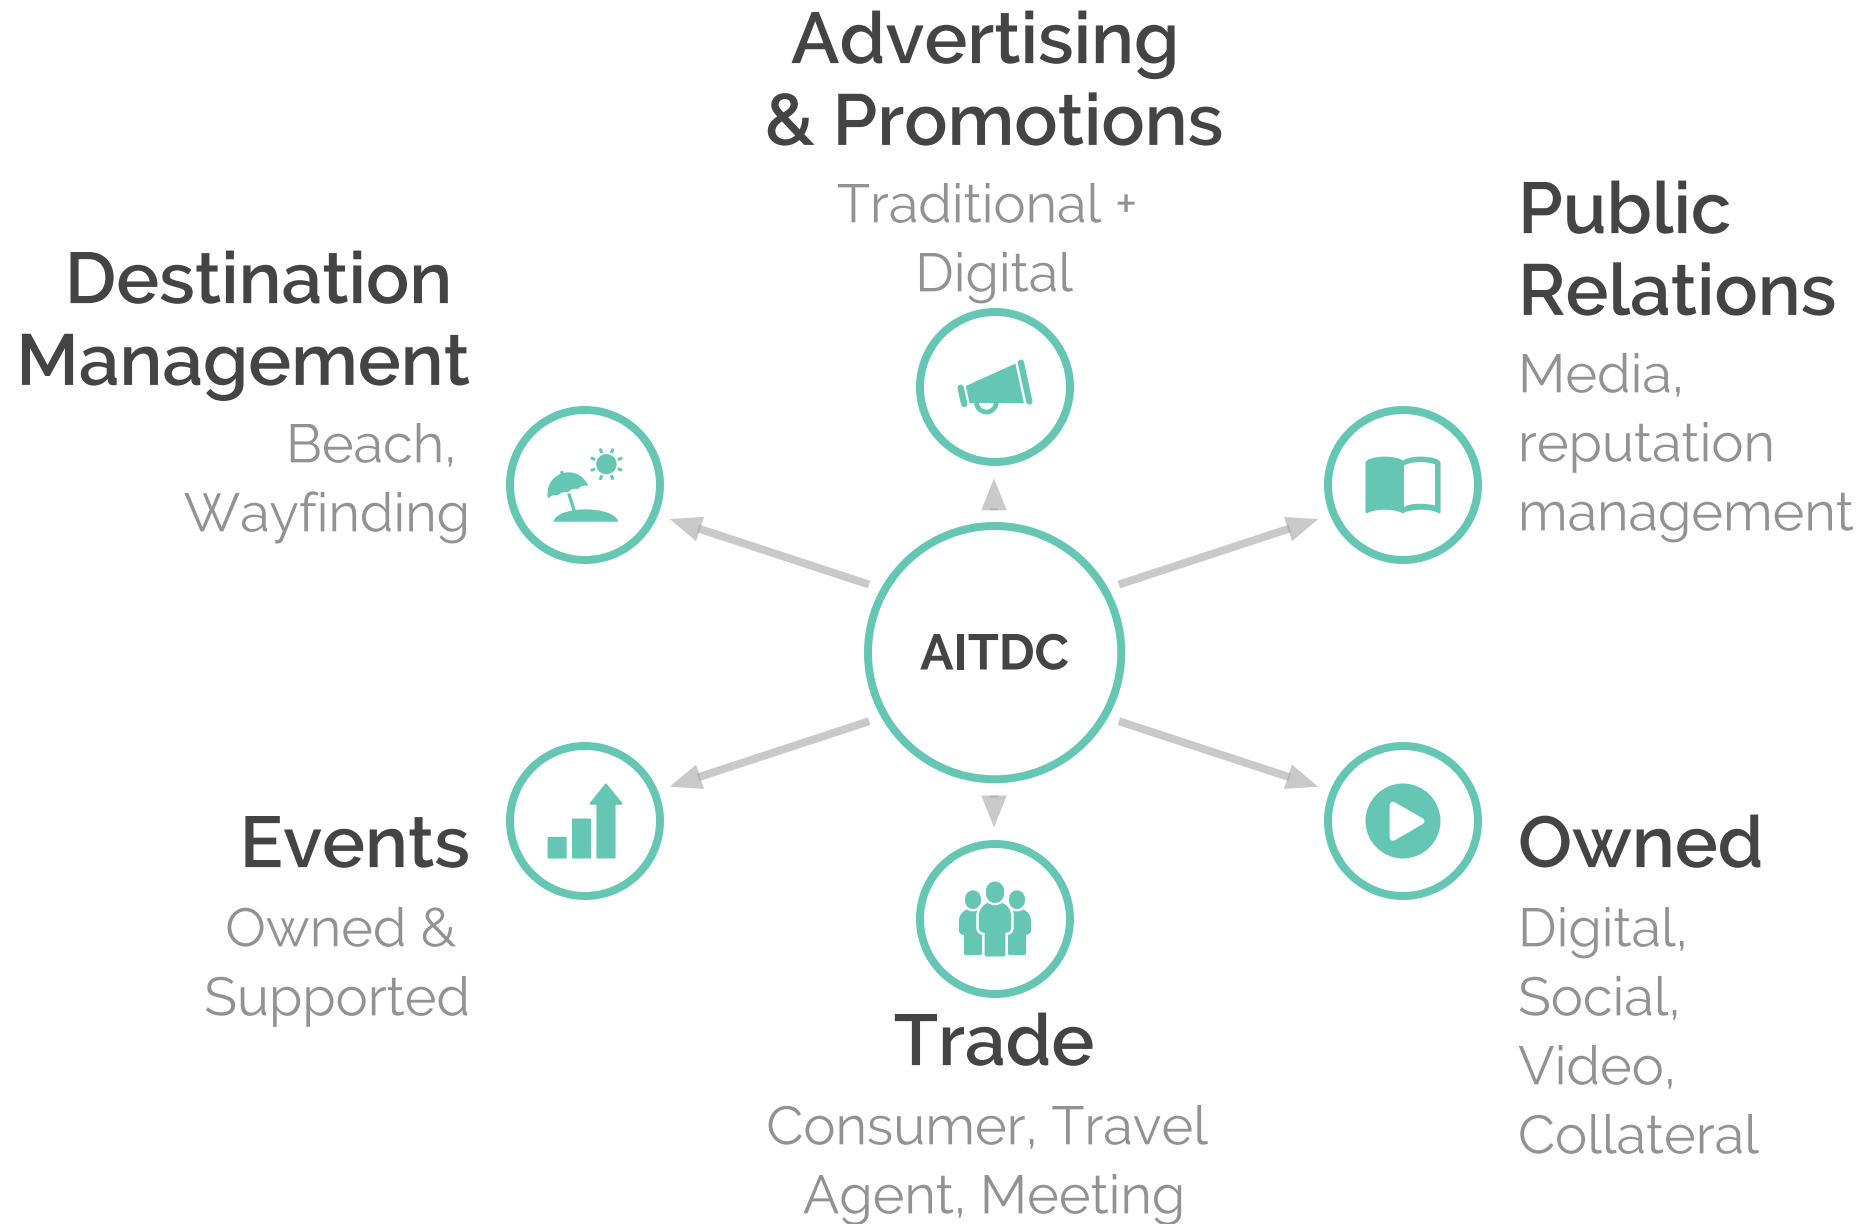 Advertising
& Promotions
Traditional +
Digital
Public
Relations
Media,
reputation
management
Destination
Management
Beach,
Wayfinding
AITDC
Events
Owned &
Supported
Owned
Digital,
Social,
Video,
Collateral
Trade
Consumer, Travel
Agent, Meeting